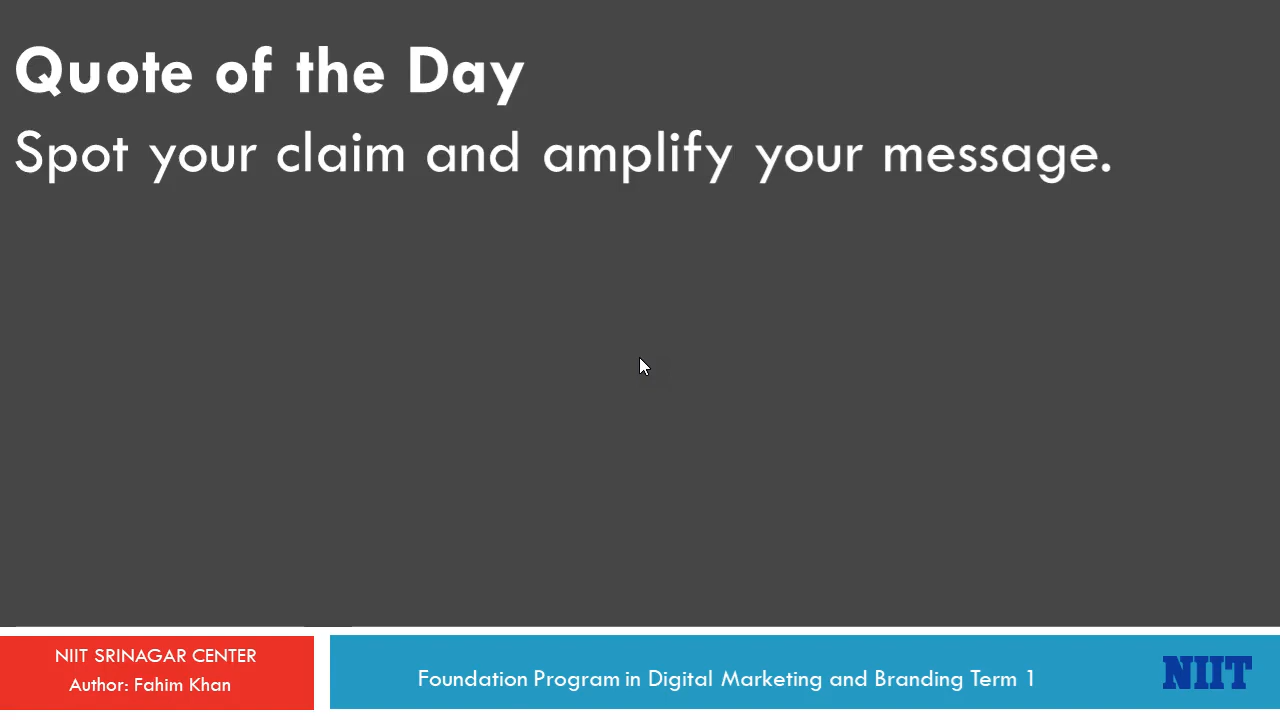 Quote of the Day
Spot your claim and amplify your message.
NIIT SRINAGAR CENTER
Author: Fahim Khan
Foundation Program in Digital Marketing and Branding Term 1
NIIT